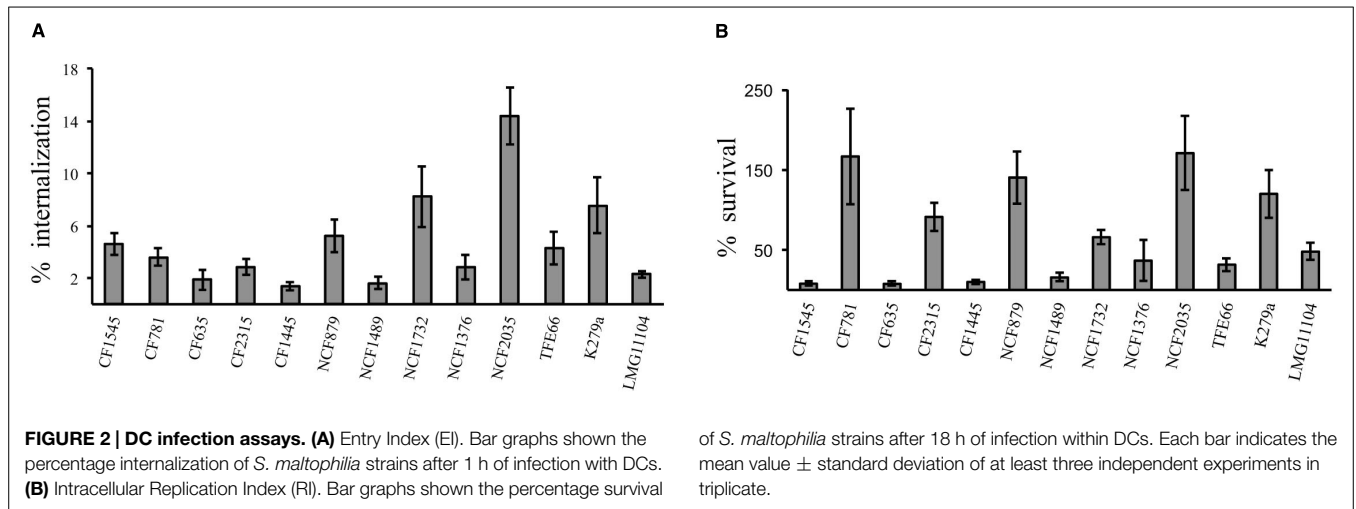 A
18
14
10
6
2
% internalization
CF1545
CF781
CF635
CF2315
CF1445
NCF879
NCF1489
NCF1732
NCF1376
NCF2035
TFE66
K279a
LMG11104
B
250
150
50
% survival
CF1545
CF781
CF635
CF2315
CF1445
NCF879
NCF1489
NCF1732
NCF1376
NCF2035
TFE66
K279a
LMG11104
FIGURE 2 | DC infection assays. (A) Entry Index (EI). Bar graphs shown the
percentage internalization of S. maltophilia strains after 1 h of infection with DCs.
(B) Intracellular Replication Index (RI). Bar graphs shown the percentage survival
of S. maltophilia strains after 18 h of infection within DCs. Each bar indicates the
mean value ± standard deviation of at least three independent experiments in
triplicate.